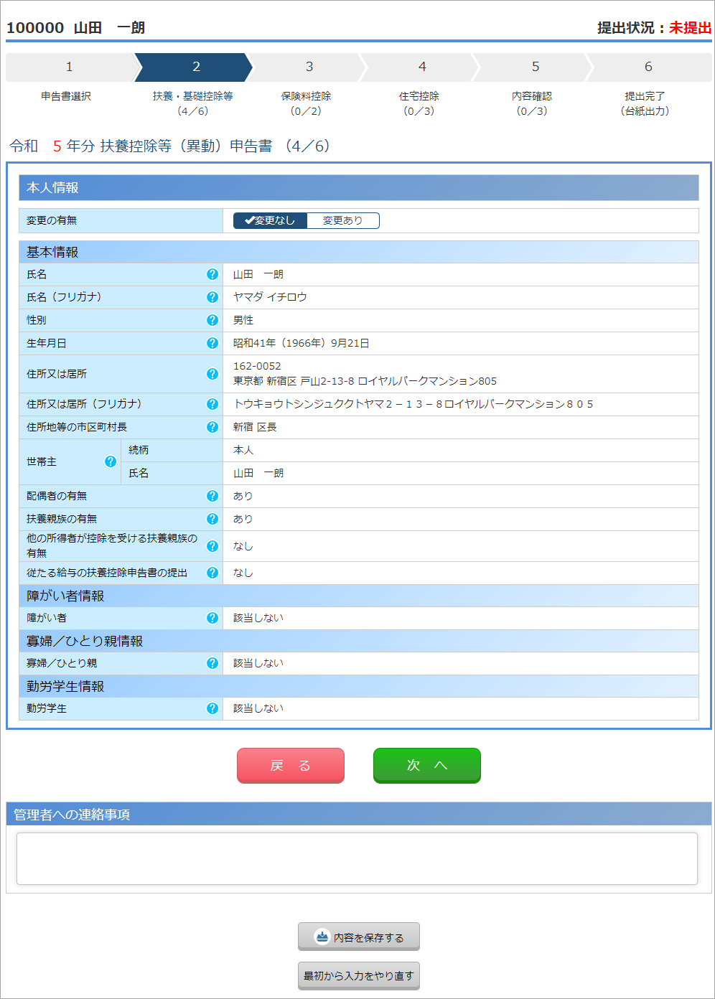 100000 山田　一朗
提出状況：未提出
1 2 3 4 5 6
申告書選択 扶養・基礎控除等 保険料控除 住宅控除 内容確認 提出完了
（4／6） （0／2） （0／3） （0／3） （台紙出力）
令和　5 年分 扶養控除等（異動）申告書 （4／6）
本人情報
変更の有無 変更なし 変更あり
基本情報
氏名 ? 山田　一朗
氏名（フリガナ） ? ヤマダ イチロウ
性別 ? 男性
生年月日 ? 昭和41年（1966年）9月21日
住所又は居所 ? 162-0052
東京都 新宿区 戸山2-13-8 ロイヤルパークマンション805
住所又は居所（フリガナ） ? トウキョウトシンジュククトヤマ２－１３－８ロイヤルパークマンション８０５
住所地等の市区町村長 ? 新宿 区長
世帯主 ? 続柄 本人
氏名 山田　一朗
配偶者の有無 ? あり
扶養親族の有無 ? あり
他の所得者が控除を受ける扶養親族の
有無 ? なし
従たる給与の扶養控除申告書の提出 ? なし
障がい者情報
障がい者 ? 該当しない
寡婦／ひとり親情報
寡婦／ひとり親 ? 該当しない
勤労学生情報
勤労学生 ? 該当しない
戻　る 次　へ
管理者への連絡事項
内容を保存する
最初から入力をやり直す